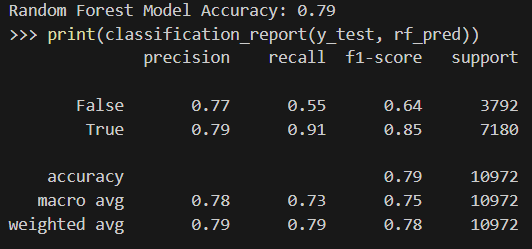 Random Forest Model Accuracy: 0.79
>>> print(classification_report(y_test, rf_pred))
              precision    recall  f1-score   support

       False       0.77      0.55      0.64      3792
        True       0.79      0.91      0.85      7180

    accuracy                           0.79     10972
   macro avg       0.78      0.73      0.75     10972
weighted avg       0.79      0.79      0.78     10972